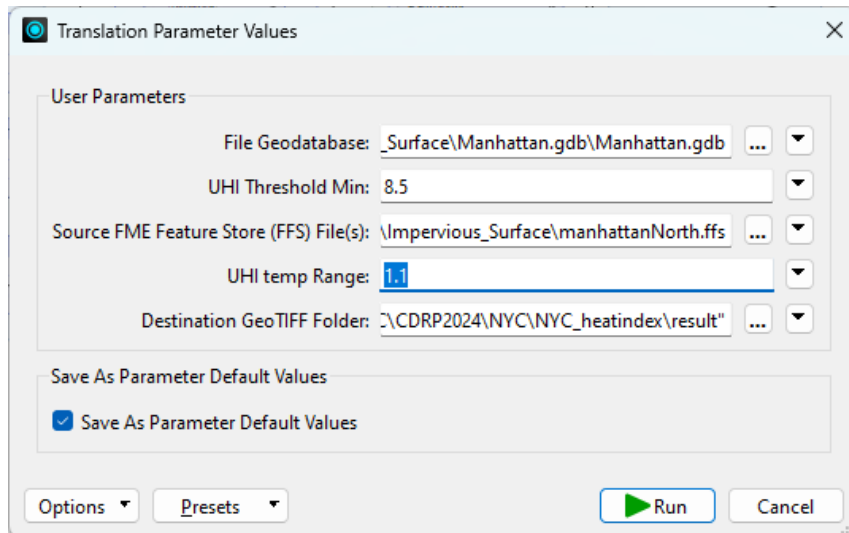 Translation Parameter Values
User Parameters
File Geodatabase: _Surface\Manhattan.gdb\Manhattan.gdb ...
UHI Threshold Min: 8.5
Source FME Feature Store (FFS) File(s): \Impervious_Surface\manhattanNorth.ffs ...
UHI temp Range: 1.1
Destination GeoTIFF Folder: C\CDRP2024\NYC\NYC_heatindex\result" ...
Save As Parameter Default Values
Save As Parameter Default Values
Options Presets Run Cancel